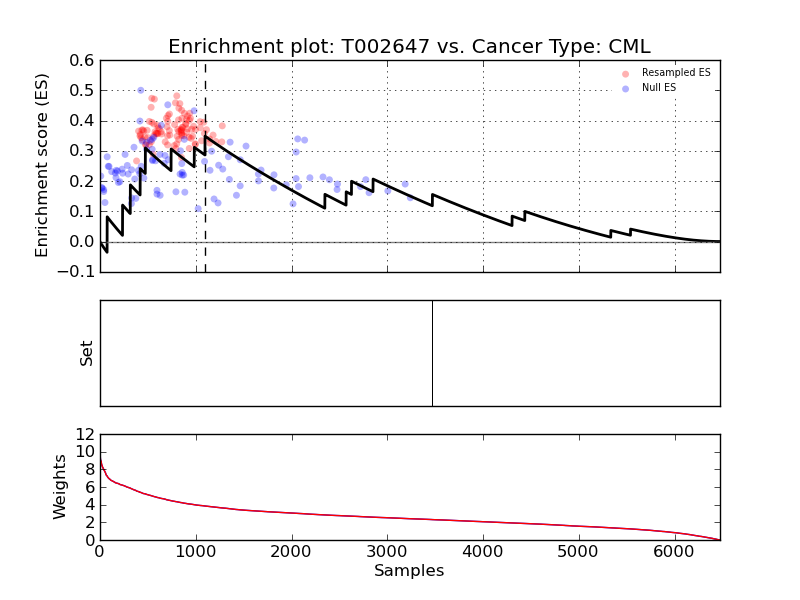 Enrichment plot: T002647 vs. Cancer Type: CML
Enrichment score (ES)
0.6
0.5
0.4
0.3
0.2
0.1
0.0
−0.1
Resampled ES
Null ES
Set
Weights
12
10
8
6
4
2
0
0 1000 2000 3000 4000 5000 6000
Samples